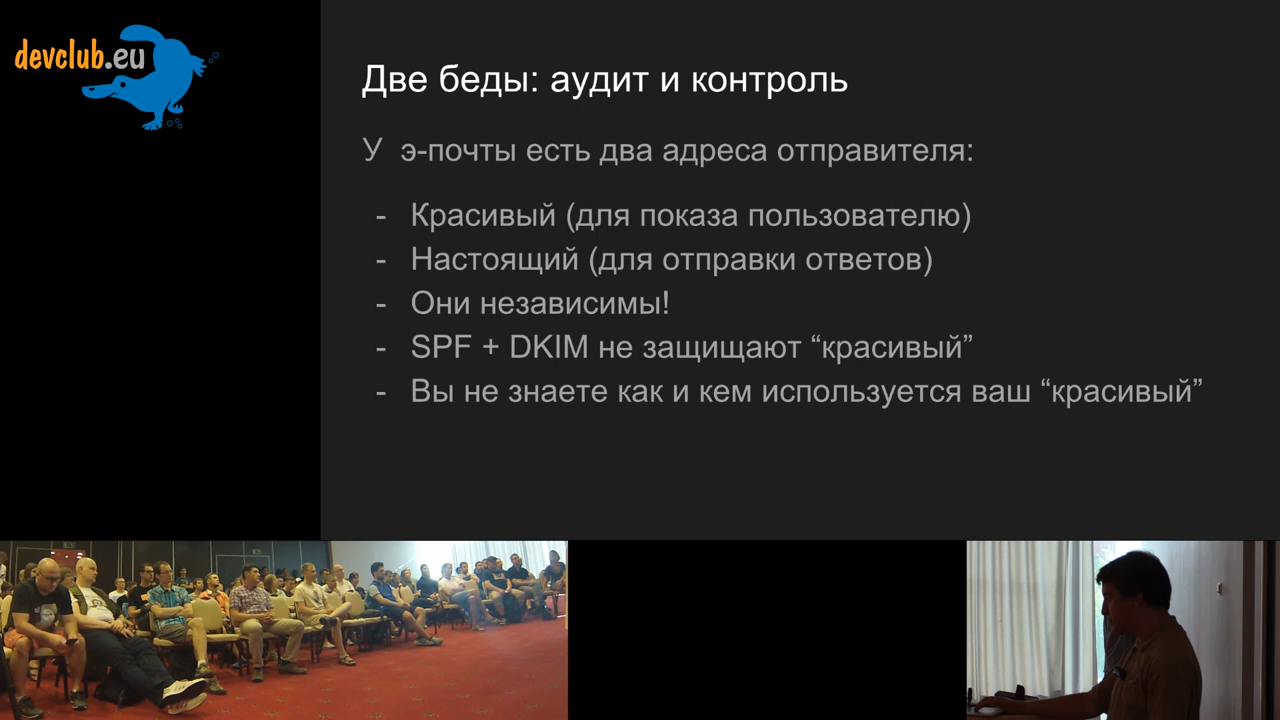 devclub.eu
Две беды: аудит и контроль
У э-почты есть два адреса отправителя:
- Красивый (для показа пользователю)
- Настоящий (для отправки ответов)
- Они независимы!
- SPF + DKIM не защищают “красивый”
- Вы не знаете как и кем используется ваш “красивый”